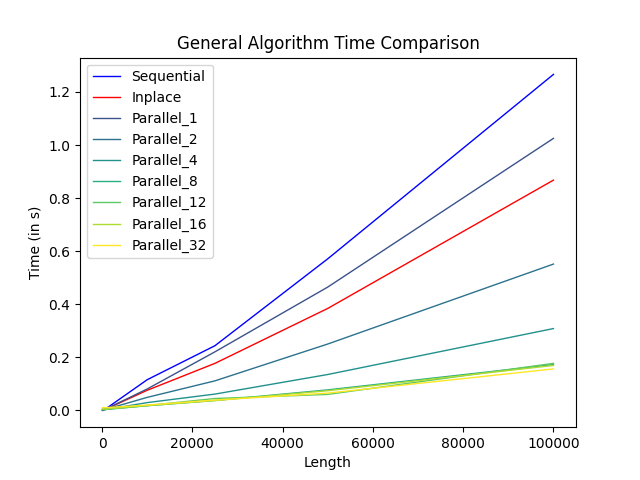 General Algorithm Time Comparison
Sequential
Inplace
Parallel_1
Parallel_2
Parallel_4
Parallel_8
Parallel_12
Parallel_16
Parallel_32
Time (in s)
1.2
1.0
0.8
0.6
0.4
0.2
0.0
0 20000 40000 60000 80000 100000
Length